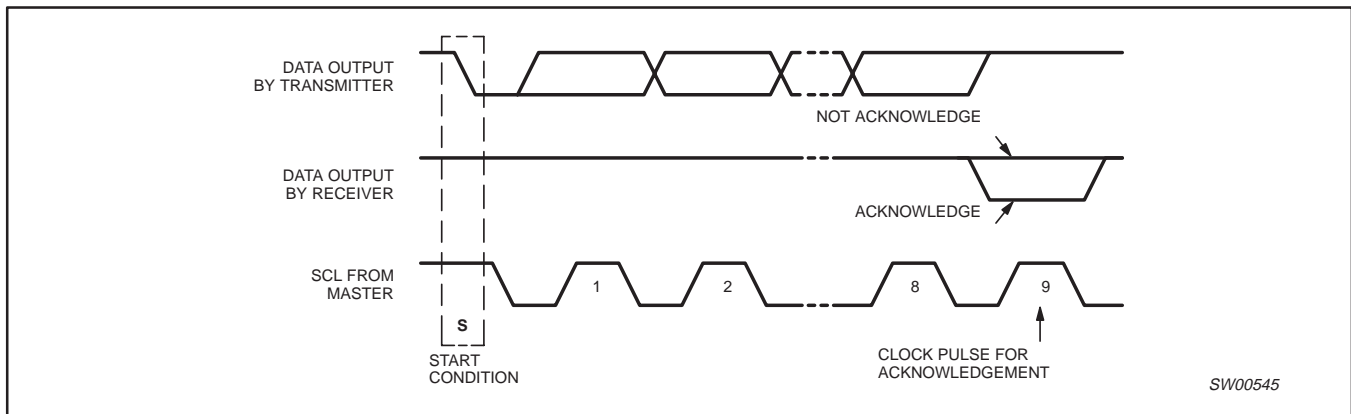 DATA OUTPUT
BY TRANSMITTER
NOT ACKNOWLEDGE
DATA OUTPUT
BY RECEIVER
ACKNOWLEDGE
SCL FROM
MASTER
1
2
8
9
S
START
CONDITION
CLOCK PULSE FOR
ACKNOWLEDGEMENT
SW00545